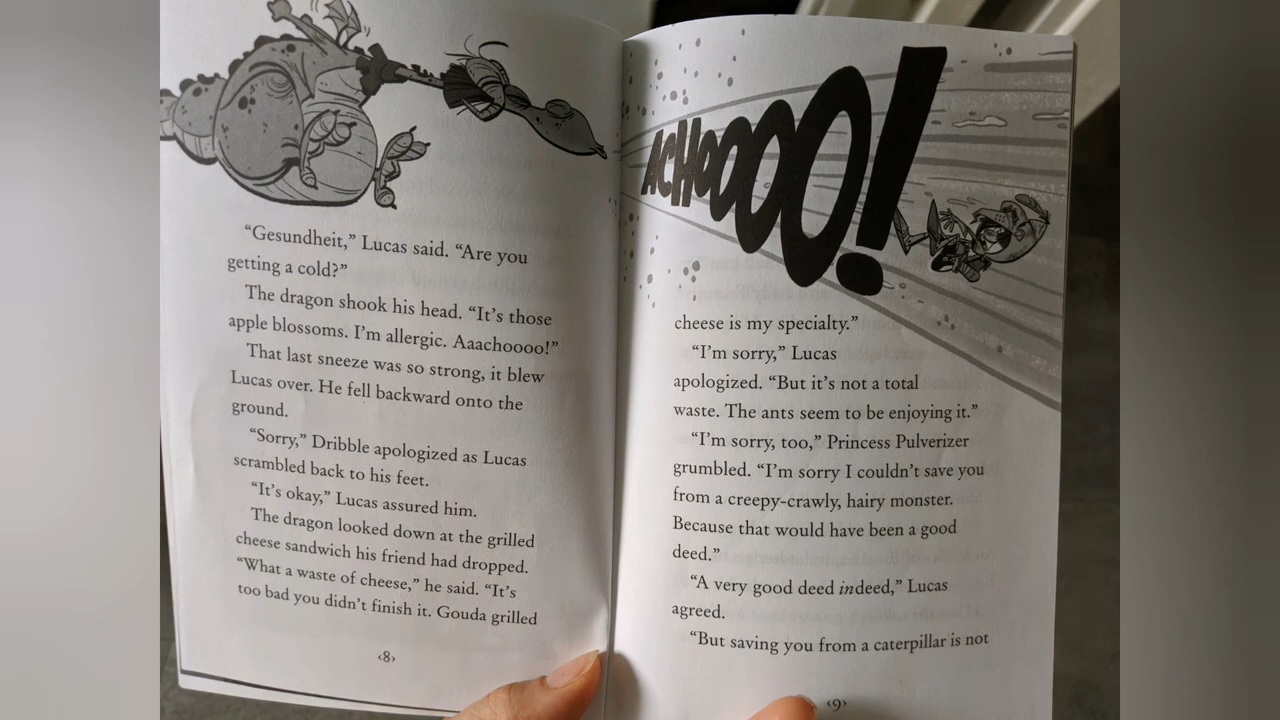 “Gesundheit,” Lucas said. “Are you
getting a cold?”
The dragon shook his head. “It’s those
apple blossoms. I’m allergic. Aaachoooo!”
That last sneeze was so strong, it blew
Lucas over. He fell backward onto the
ground.
“Sorry,” Dribble apologized as Lucas
scrambled back to his feet.
“It’s okay,” Lucas assured him.
The dragon looked down at the grilled
cheese sandwich his friend had dropped.
“What a waste of cheese,” he said. “It’s
too bad you didn’t finish it. Gouda grilled
‹8›
ACHOOOO!
cheese is my specialty.”
“I’m sorry,” Lucas
apologized. “But it’s not a total
waste. The ants seem to be enjoying it.”
“I’m sorry, too,” Princess Pulverizer
grumbled. “I’m sorry I couldn’t save you
from a creepy-crawly, hairy monster.
Because that would have been a good
deed.”
“A very good deed indeed,” Lucas
agreed.
“But saving you from a caterpillar is not
‹9›